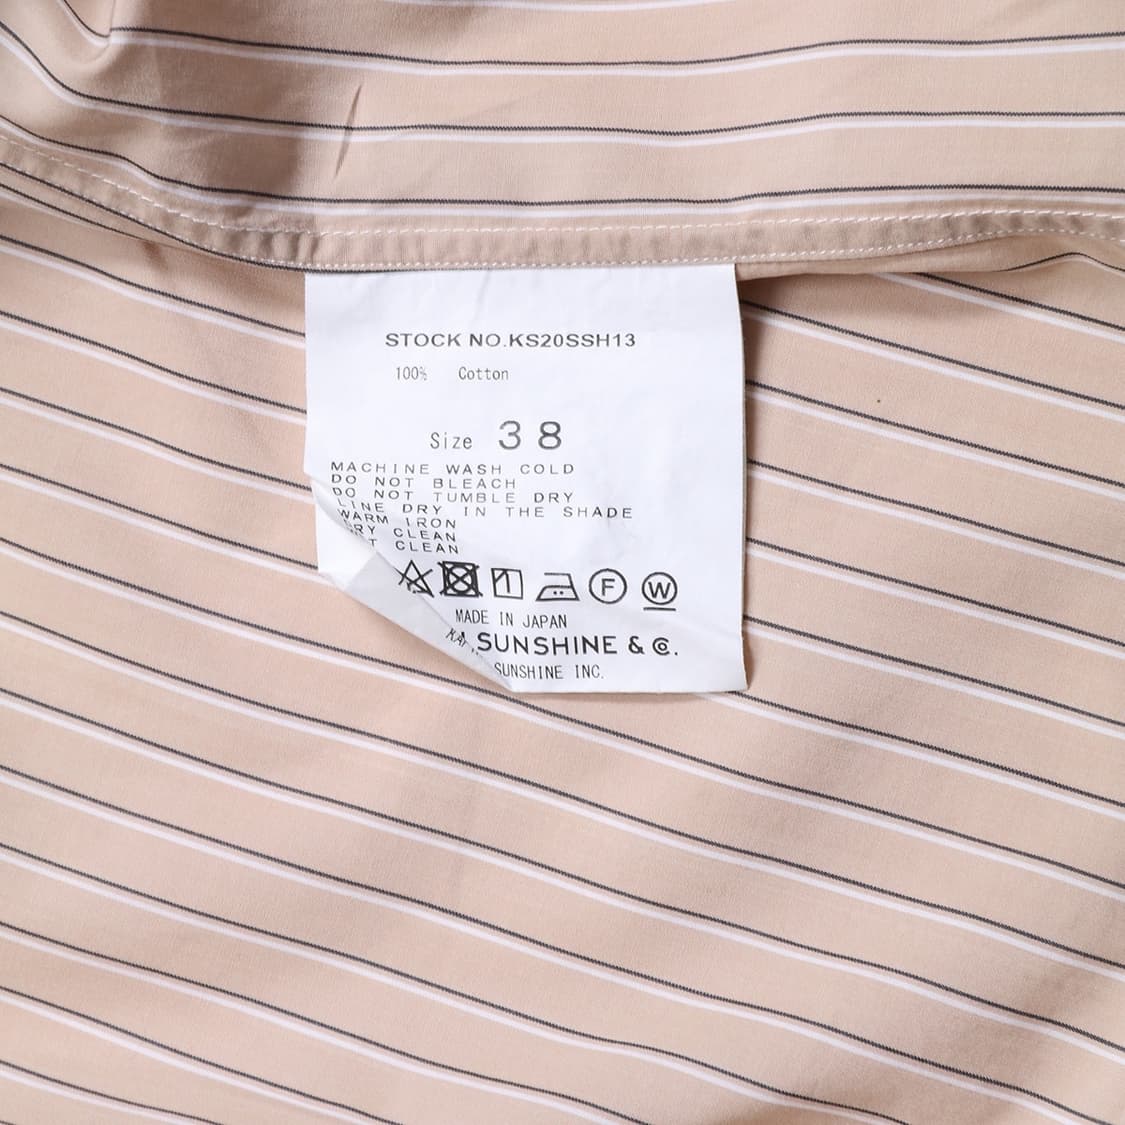 STOCK NO.KS20SSH13
100% Cotton
Size 38
MACHINE WASH COLD
DO NOT BLEACH
DO NOT TUMBLE DRY
LINE DRY IN THE SHADE
WARM IRON
CLEAN
CLEAN
F W
MADE IN JAPAN
SUNSHINE & Co.
SUNSHINE INC.